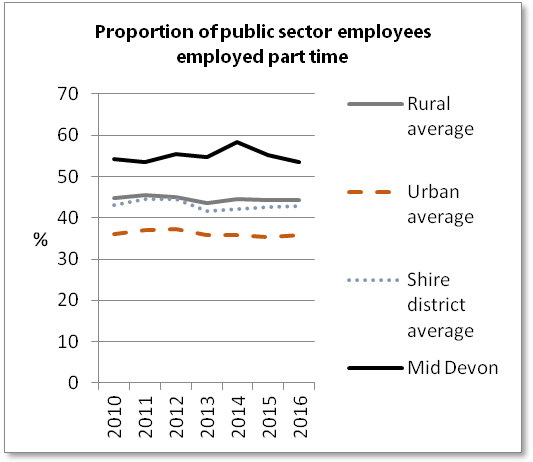 Proportion of public sector employees
employed part time
70
60
50
40
30
20
10
0
%
2010
2011
2012
2013
2014
2015
2016
Rural
average
Urban
average
Shire
district
average
Mid Devon